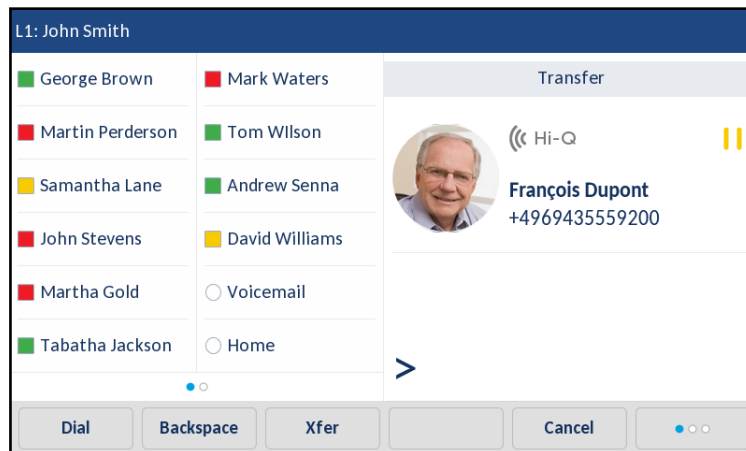 L1: John Smith
George Brown
Mark Waters
Martin Perderson
Tom WIlson
Samantha Lane
Andrew Senna
John Stevens
David Williams
Martha Gold
Voicemail
Tabatha Jackson
Home
Transfer
Hi-Q
François Dupont
+4969435559200
>
Dial
Backspace
Xfer
Cancel